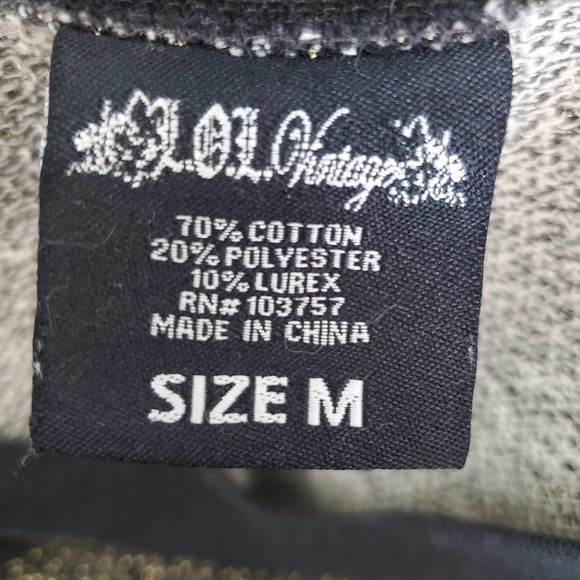 L.O.L. Vintage
70% COTTON
20% POLYESTER
10% LUREX
RN# 103757
MADE IN CHINA
SIZE M